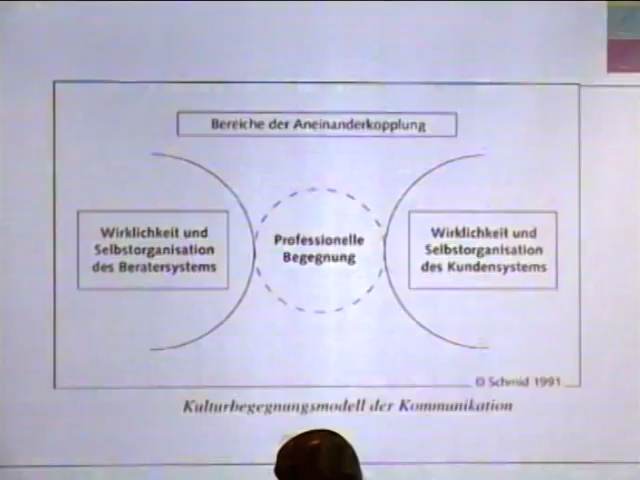 Bereiche der Aneinanderkopplung
Wirklichkeit und
Selbstorganisation
des Beratersystems
Professionelle
Begegnung
Wirklichkeit und
Selbstorganisation
des Kundensystems
© Schmid 1991
Kulturbegegnungsmodell der Kommunikation